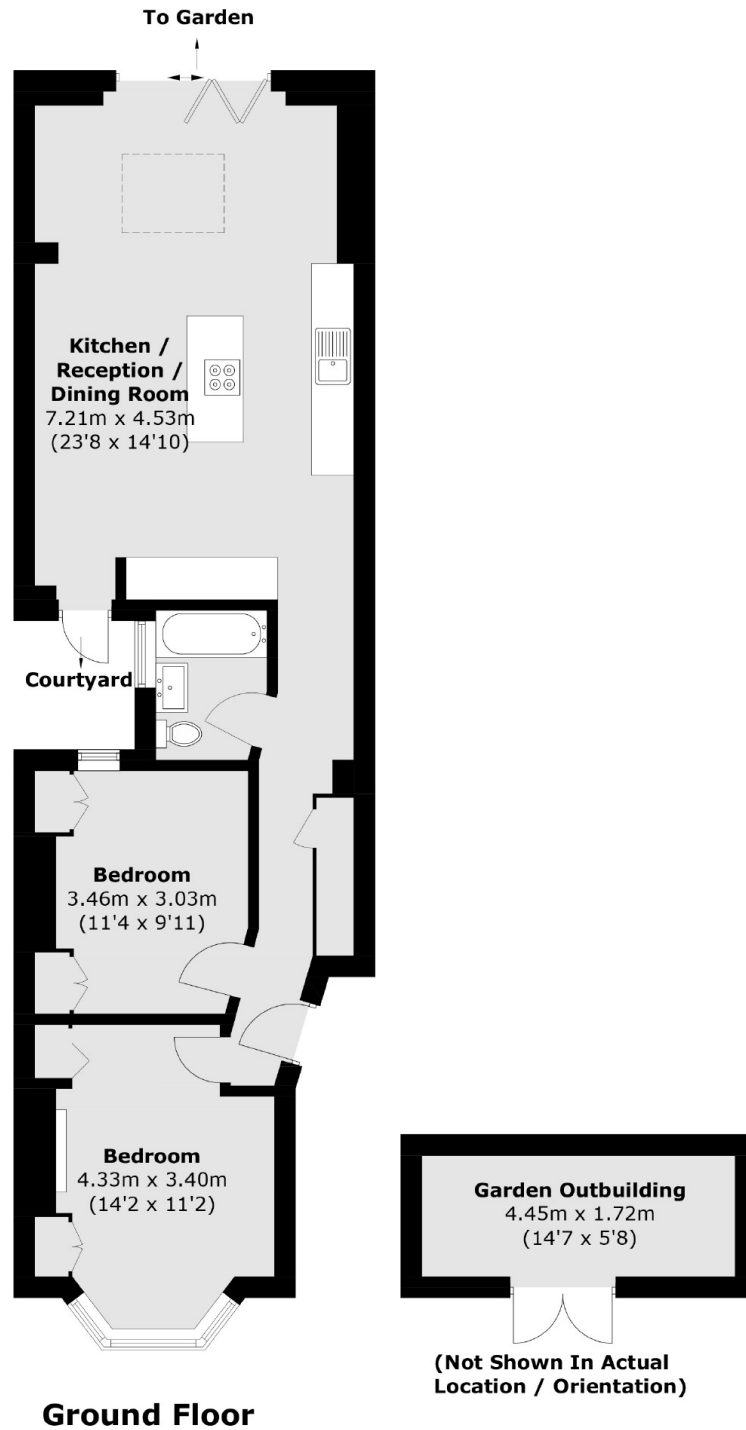 To Garden
Kitchen /
Reception /
Dining Room
7.21m x 4.53m
(23'8 x 14'10)
Courtyard
Bedroom
3.46m x 3.03m
(11'4 x 9'11)
Bedroom
4.33m x 3.40m
(14'2 x 11'2)
Garden Outbuilding
4.45m x 1.72m
(14'7 x 5'8)
(Not Shown In Actual
Location / Orientation)
Ground Floor